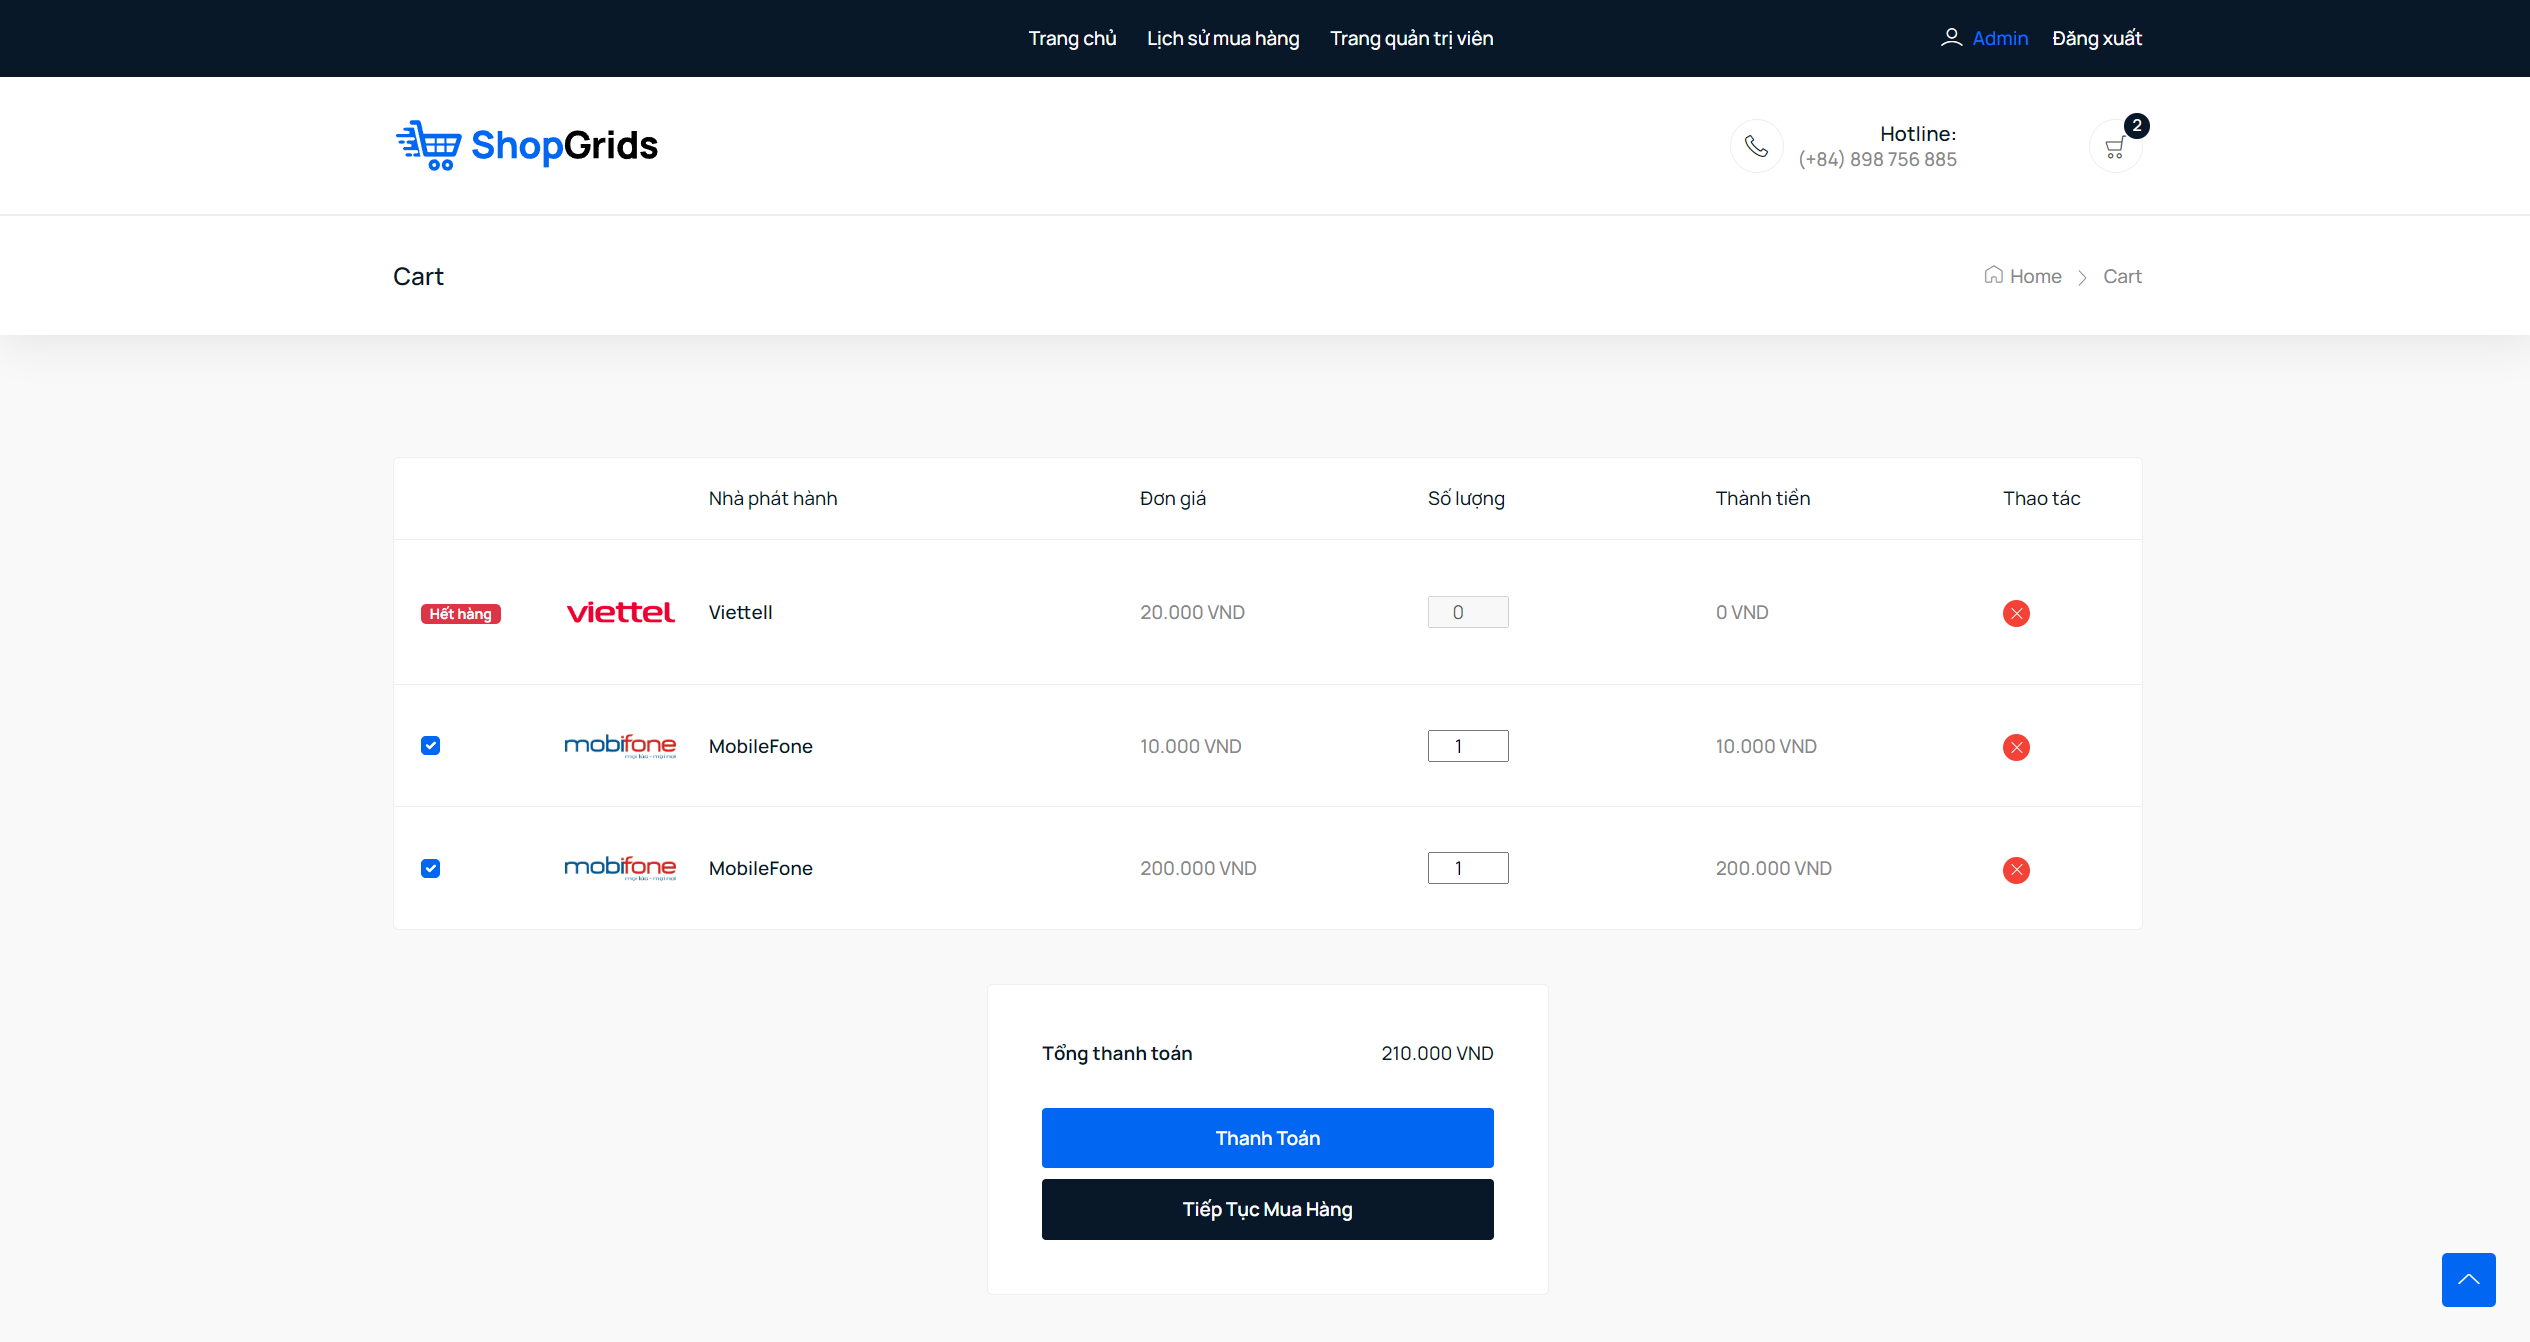 Trang chủ Lịch sử mua hàng Trang quản trị viên Admin Đăng xuất
ShopGrids
Hotline:
(+84) 898 756 885
2
Cart
Home Cart
Nhà phát hành Đơn giá Số lượng Thành tiền Thao tác
Hết hàng viettel Viettell 20.000 VND 0 0 VND
mobifone MobileFone 10.000 VND 1 10.000 VND
mobifone MobileFone 200.000 VND 1 200.000 VND
Tổng thanh toán 210.000 VND
Thanh Toán
Tiếp Tục Mua Hàng